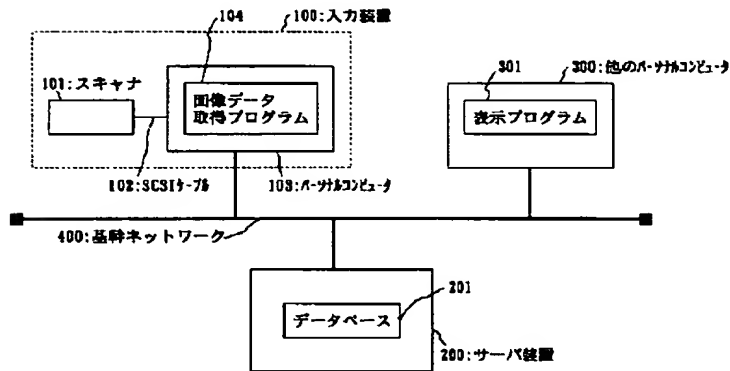 104
100:入力装置
101:スキャナ
画像データ
取得プログラム
102:SCSIケーブル
103:パーソナルコンピュータ
301
300:他のパーソナルコンピュータ
表示プログラム
400:基幹ネットワーク
201
データベース
200:サーバ装置